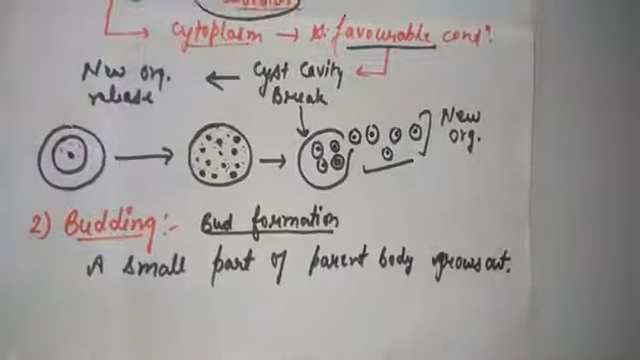 cytoplasm → favourable cond?
New org. release ← Cyst Cavity Break
New org.
2) Budding:- Bud formation
A small part of parent body grows out.